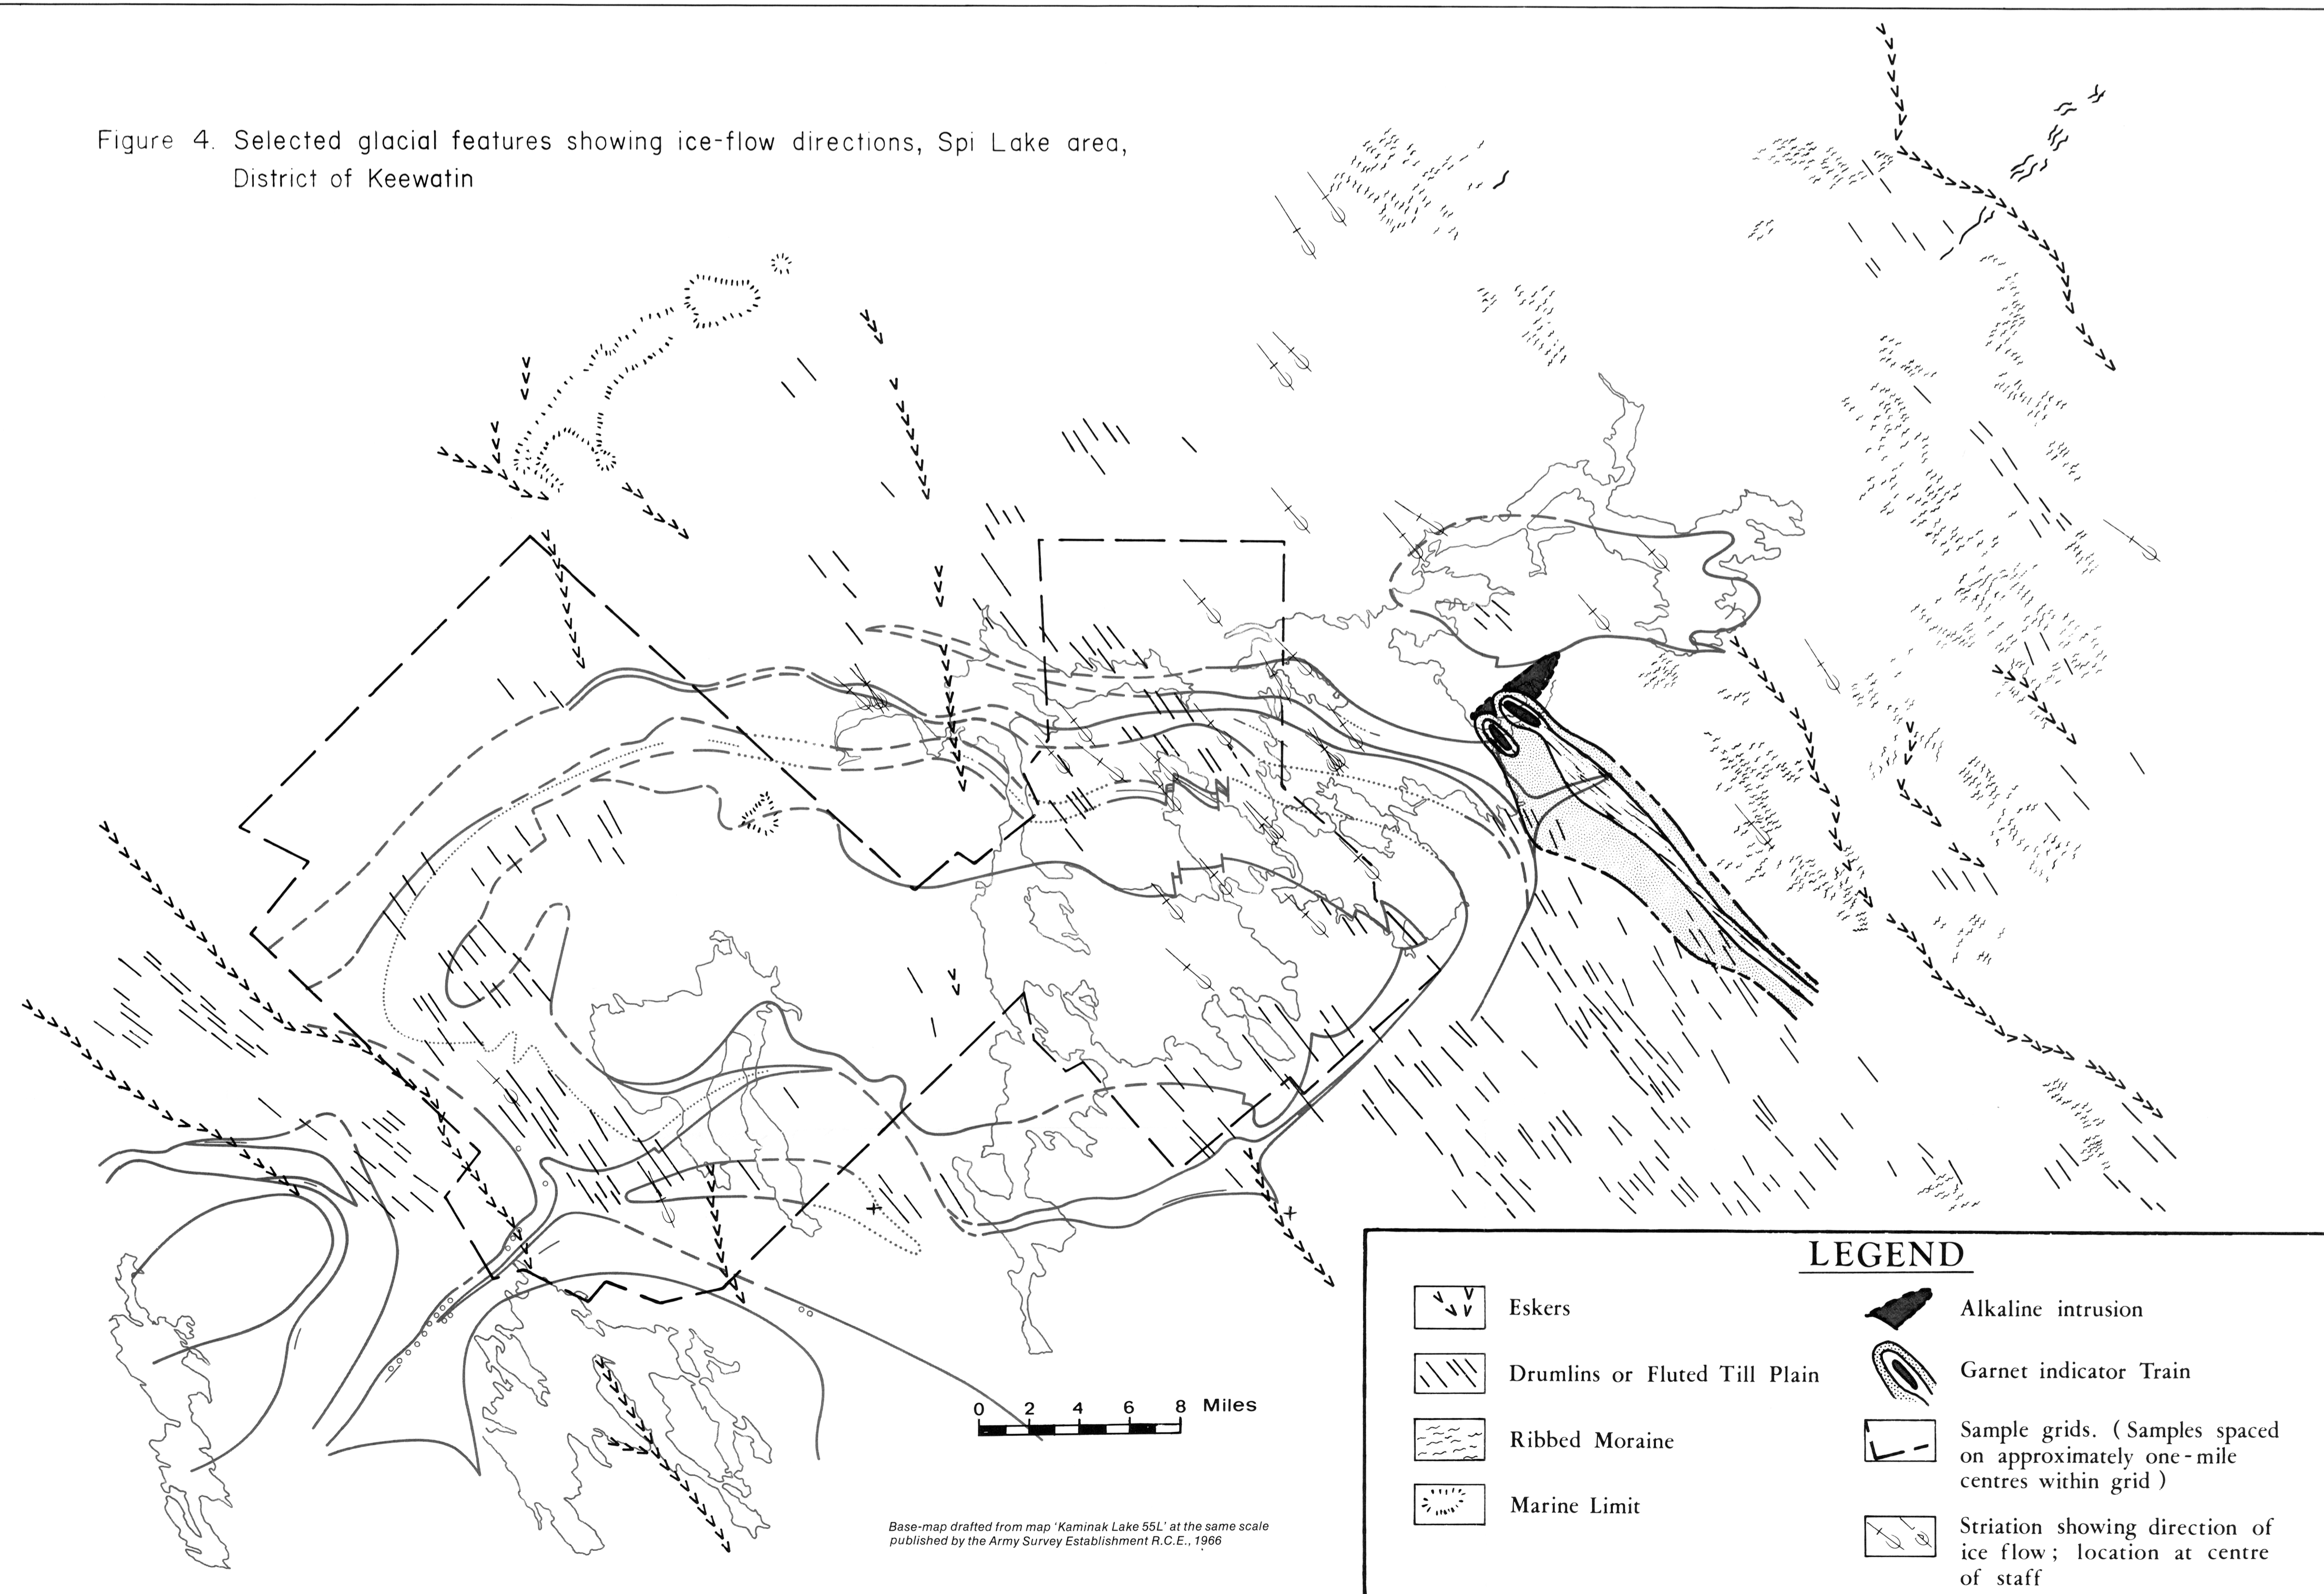 Figure 4. Selected glacial features showing ice-flow directions, Spi Lake area,
District of Keewatin
0 2 4 6 8 Miles
Base-map drafted from map 'Kaminak Lake 55L' at the same scale
published by the Army Survey Establishment R.C.E., 1966
LEGEND
Eskers
Drumlins or Fluted Till Plain
Ribbed Moraine
Marine Limit
Alkaline intrusion
Garnet indicator Train
Sample grids. (Samples spaced
on approximately one-mile
centres within grid)
Striation showing direction of
ice flow; location at centre
of staff